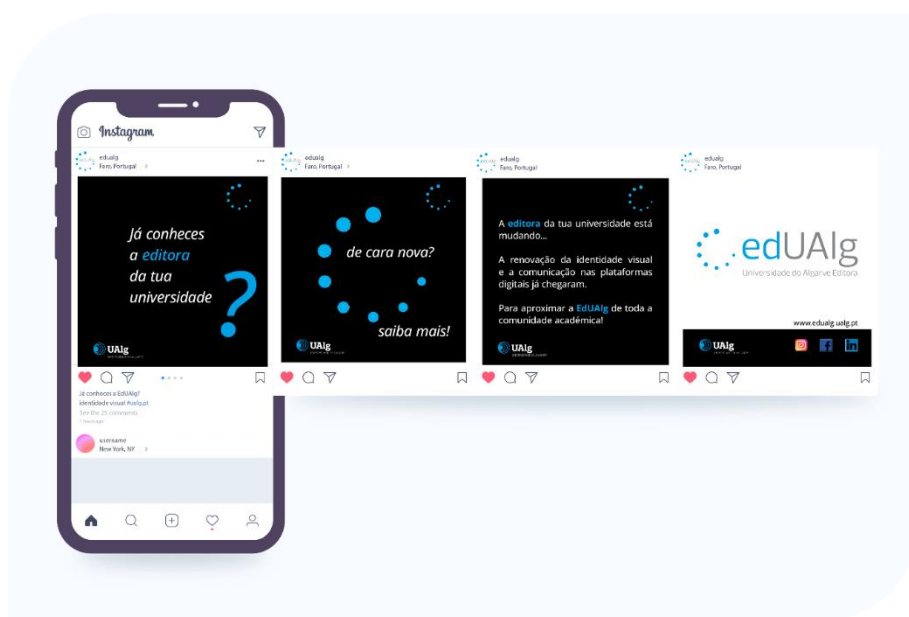 Instagram
edualg
Faro, Portugal
Já conheces
a editora
da tua
universidade
?
UAlg
Já conheces a EdUAlg?
identidade visual #ualg.pt
See the 25 comments
username
New York, NY
edualg
Faro, Portugal
de cara nova?
saiba mais!
UAlg
edualg
Faro, Portugal
A editora da tua universidade está
mudando...
A renovação da identidade visual
e a comunicação nas plataformas
digitais já chegaram.
Para aproximar a EdUAlg de toda a
comunidade académica!
UAlg
edualg
Faro, Portugal
edUAlg
Universidade do Algarve Editora
www.edualg.ualg.pt
UAlg